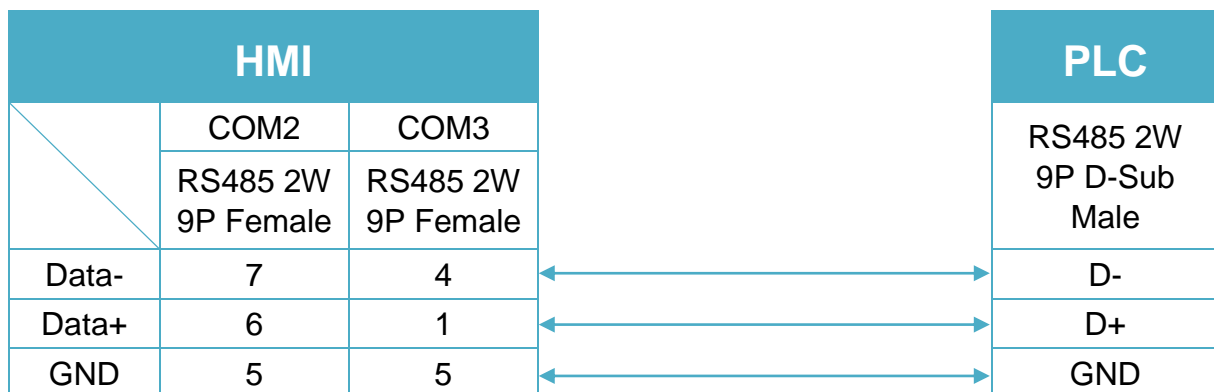 HMI PLC
COM2 COM3
RS485 2W
9P Female
RS485 2W
9P Female
RS485 2W
9P D-Sub
Male
Data- 7 4 D-
Data+ 6 1 D+
GND 5 5 GND